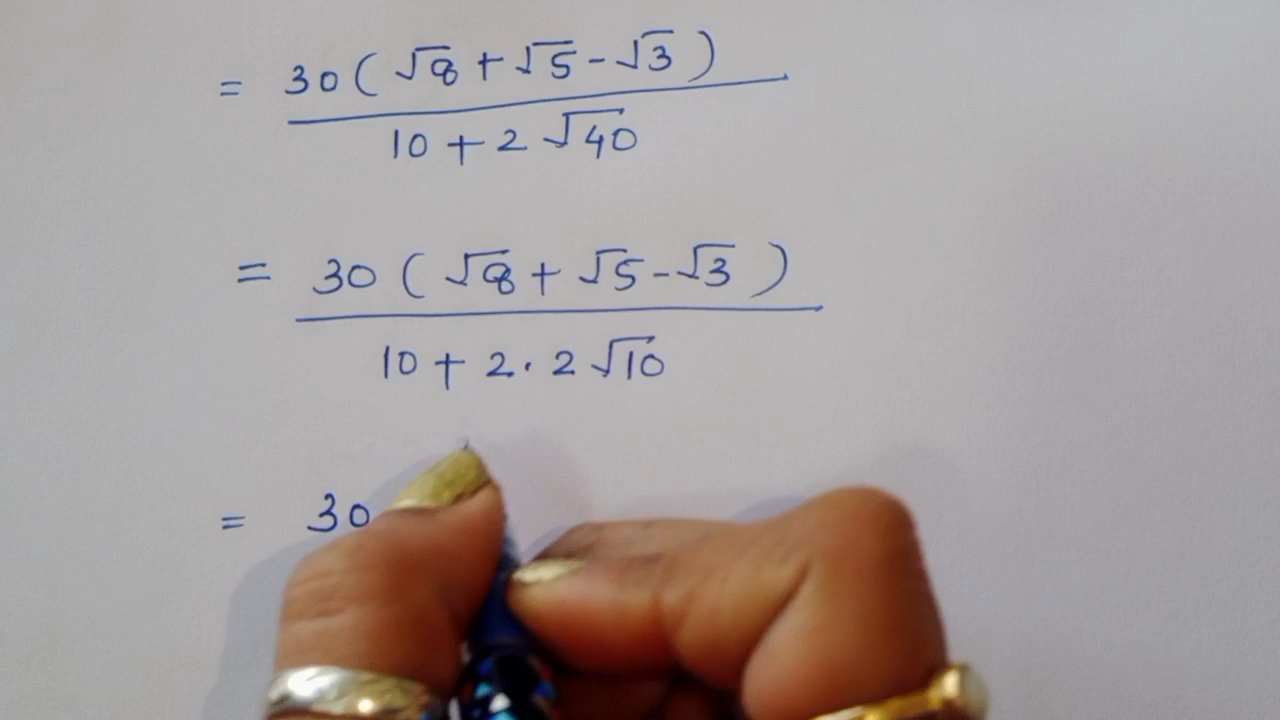 = 30 ( √8 + √5 - √3 )
10 + 2 √40
= 30 ( √8 + √5 - √3 )
10 + 2 · 2 √10
= 30